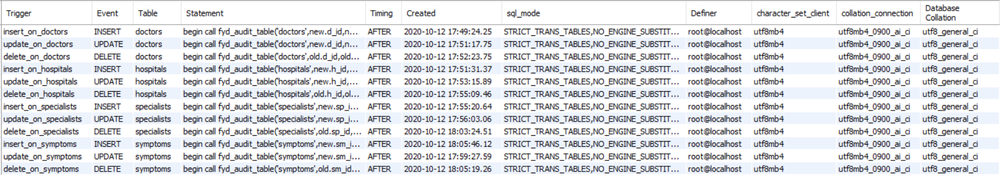 Trigger Event Table Statement Timing Created sql_mode Definer character_set_client collation_connection Database Collation
insert_on_doctors INSERT doctors begin call fyd_audit_table('doctors',new.d_id,n... AFTER 2020-10-12 17:49:24.25 STRICT_TRANS_TABLES,NO_ENGINE_SUBSTIT... root@localhost utf8mb4 utf8mb4_0900_ai_ci utf8_general_ci
update_on_doctors UPDATE doctors begin call fyd_audit_table('doctors',new.d_id,n... AFTER 2020-10-12 17:51:17.75 STRICT_TRANS_TABLES,NO_ENGINE_SUBSTIT... root@localhost utf8mb4 utf8mb4_0900_ai_ci utf8_general_ci
delete_on_doctors DELETE doctors begin call fyd_audit_table('doctors',old.d_id,old... AFTER 2020-10-12 17:52:23.75 STRICT_TRANS_TABLES,NO_ENGINE_SUBSTIT... root@localhost utf8mb4 utf8mb4_0900_ai_ci utf8_general_ci
insert_on_hospitals INSERT hospitals begin call fyd_audit_table('hospitals',new.h_id,... AFTER 2020-10-12 17:51:31.37 STRICT_TRANS_TABLES,NO_ENGINE_SUBSTIT... root@localhost utf8mb4 utf8mb4_0900_ai_ci utf8_general_ci
update_on_hospitals UPDATE hospitals begin call fyd_audit_table('hospitals',new.h_id,... AFTER 2020-10-12 17:53:15.89 STRICT_TRANS_TABLES,NO_ENGINE_SUBSTIT... root@localhost utf8mb4 utf8mb4_0900_ai_ci utf8_general_ci
delete_on_hospitals DELETE hospitals begin call fyd_audit_table('hospitals',old.h_id,ol... AFTER 2020-10-12 17:55:09.46 STRICT_TRANS_TABLES,NO_ENGINE_SUBSTIT... root@localhost utf8mb4 utf8mb4_0900_ai_ci utf8_general_ci
insert_on_specialists INSERT specialists begin call fyd_audit_table('specialists',new.sp_i... AFTER 2020-10-12 17:55:20.64 STRICT_TRANS_TABLES,NO_ENGINE_SUBSTIT... root@localhost utf8mb4 utf8mb4_0900_ai_ci utf8_general_ci
update_on_specialists UPDATE specialists begin call fyd_audit_table('specialists',new.sp_i... AFTER 2020-10-12 17:56:03.06 STRICT_TRANS_TABLES,NO_ENGINE_SUBSTIT... root@localhost utf8mb4 utf8mb4_0900_ai_ci utf8_general_ci
delete_on_specialists DELETE specialists begin call fyd_audit_table('specialists',old.sp_id,... AFTER 2020-10-12 18:03:24.51 STRICT_TRANS_TABLES,NO_ENGINE_SUBSTIT... root@localhost utf8mb4 utf8mb4_0900_ai_ci utf8_general_ci
insert_on_symptoms INSERT symptoms begin call fyd_audit_table('symptoms',new.sm_i... AFTER 2020-10-12 18:05:46.12 STRICT_TRANS_TABLES,NO_ENGINE_SUBSTIT... root@localhost utf8mb4 utf8mb4_0900_ai_ci utf8_general_ci
update_on_symptoms UPDATE symptoms begin call fyd_audit_table('symptoms',new.sm_i... AFTER 2020-10-12 17:59:27.59 STRICT_TRANS_TABLES,NO_ENGINE_SUBSTIT... root@localhost utf8mb4 utf8mb4_0900_ai_ci utf8_general_ci
delete_on_symptoms DELETE symptoms begin call fyd_audit_table('symptoms',old.sm_id... AFTER 2020-10-12 18:05:19.26 STRICT_TRANS_TABLES,NO_ENGINE_SUBSTIT... root@localhost utf8mb4 utf8mb4_0900_ai_ci utf8_general_ci